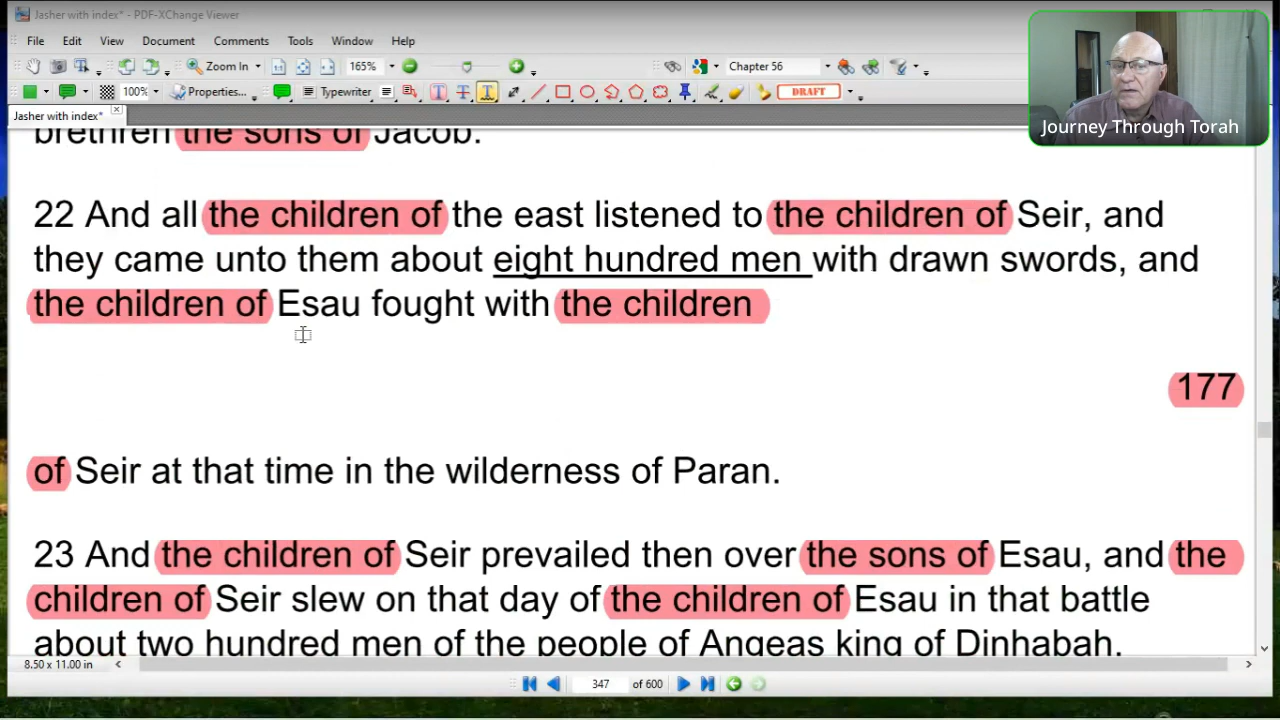 Jasher with index* - PDF-XChange Viewer
File Edit View Document Comments Tools Window Help
Zoom In 165% Chapter 56
100% Properties... Typewriter DRAFT
Jasher with index*
Journey Through Torah
brethren the sons of Jacob.
22 And all the children of the east listened to the children of Seir, and
they came unto them about eight hundred men with drawn swords, and
the children of Esau fought with the children
177
of Seir at that time in the wilderness of Paran.
23 And the children of Seir prevailed then over the sons of Esau, and the
children of Seir slew on that day of the children of Esau in that battle
about two hundred men of the people of Angeas king of Dinhabah.
8.50 x 11.00 in
347 of 600